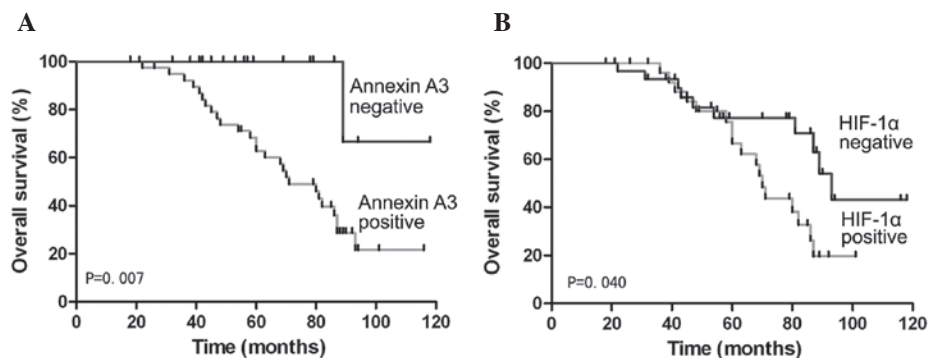 A
Overall survival (%)
100
80
60
40
20
0
Annexin A3
negative
Annexin A3
positive
P=0.007
0 20 40 60 80 100 120
Time (months)
B
Overall survival (%)
100
80
60
40
20
0
HIF-1α
negative
HIF-1α
positive
P=0.040
0 20 40 60 80 100 120
Time (months)